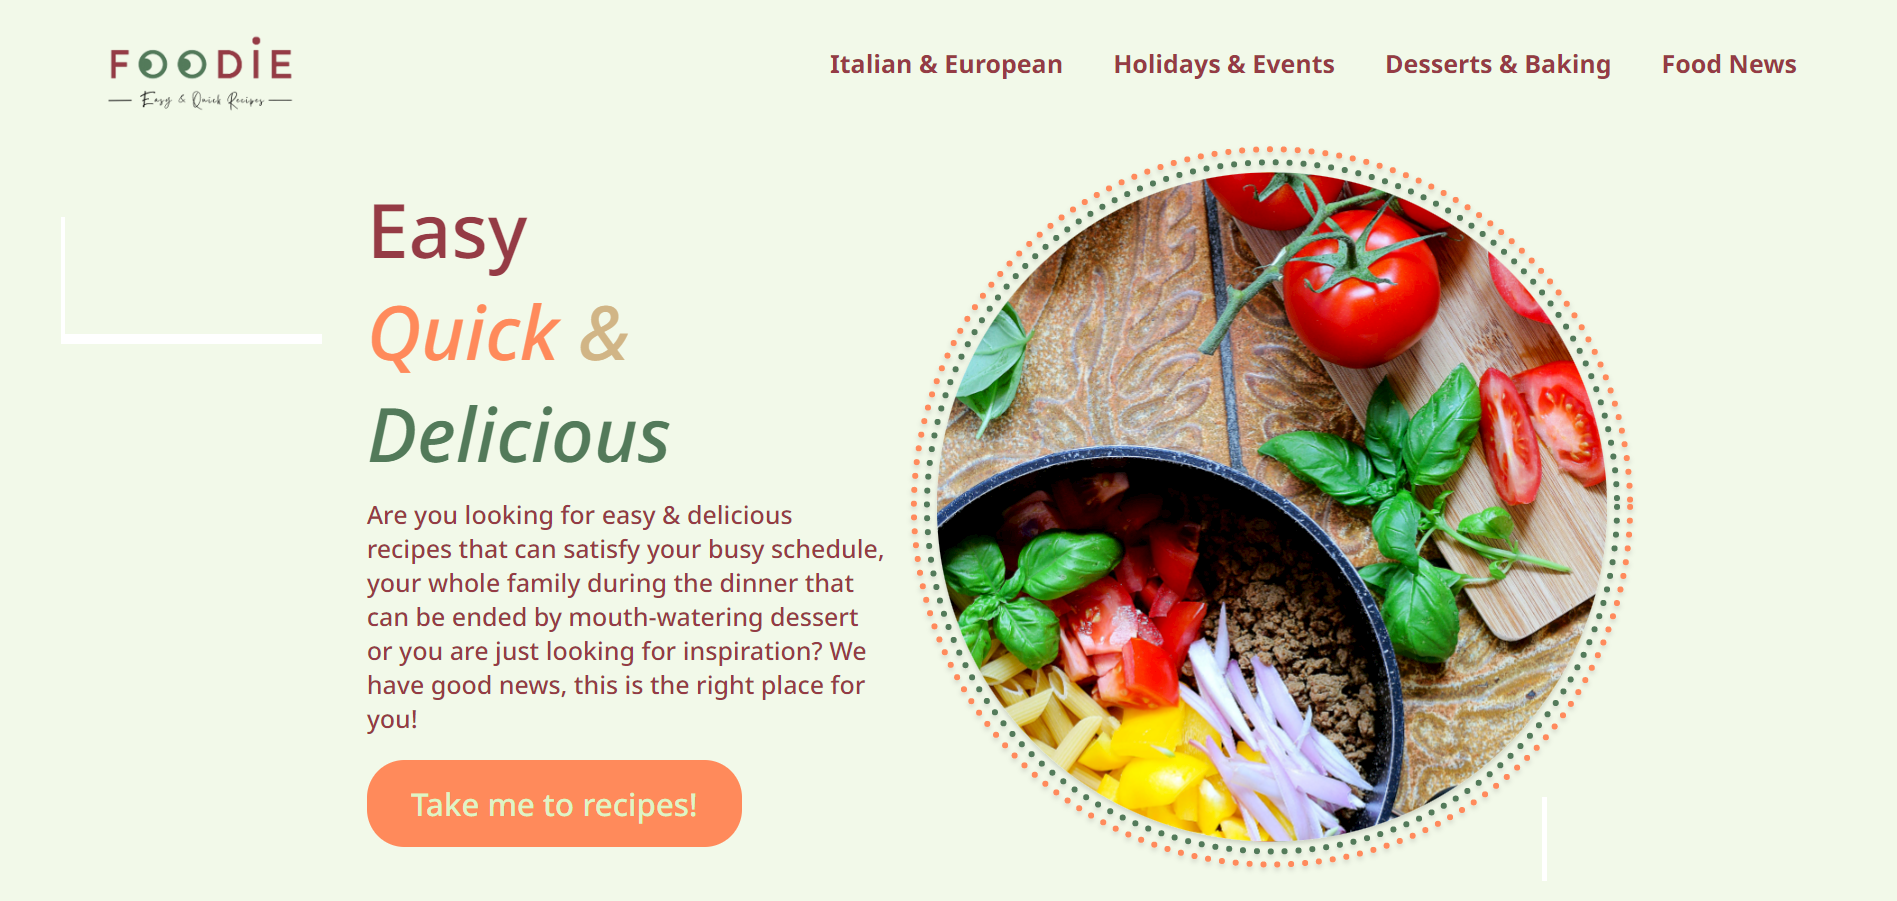 FOODiE
Easy & Quick Recipes
Italian & European Holidays & Events Desserts & Baking Food News
Easy
Quick &
Delicious
Are you looking for easy & delicious
recipes that can satisfy your busy schedule,
your whole family during the dinner that
can be ended by mouth-watering dessert
or you are just looking for inspiration? We
have good news, this is the right place for
you!
Take me to recipes!